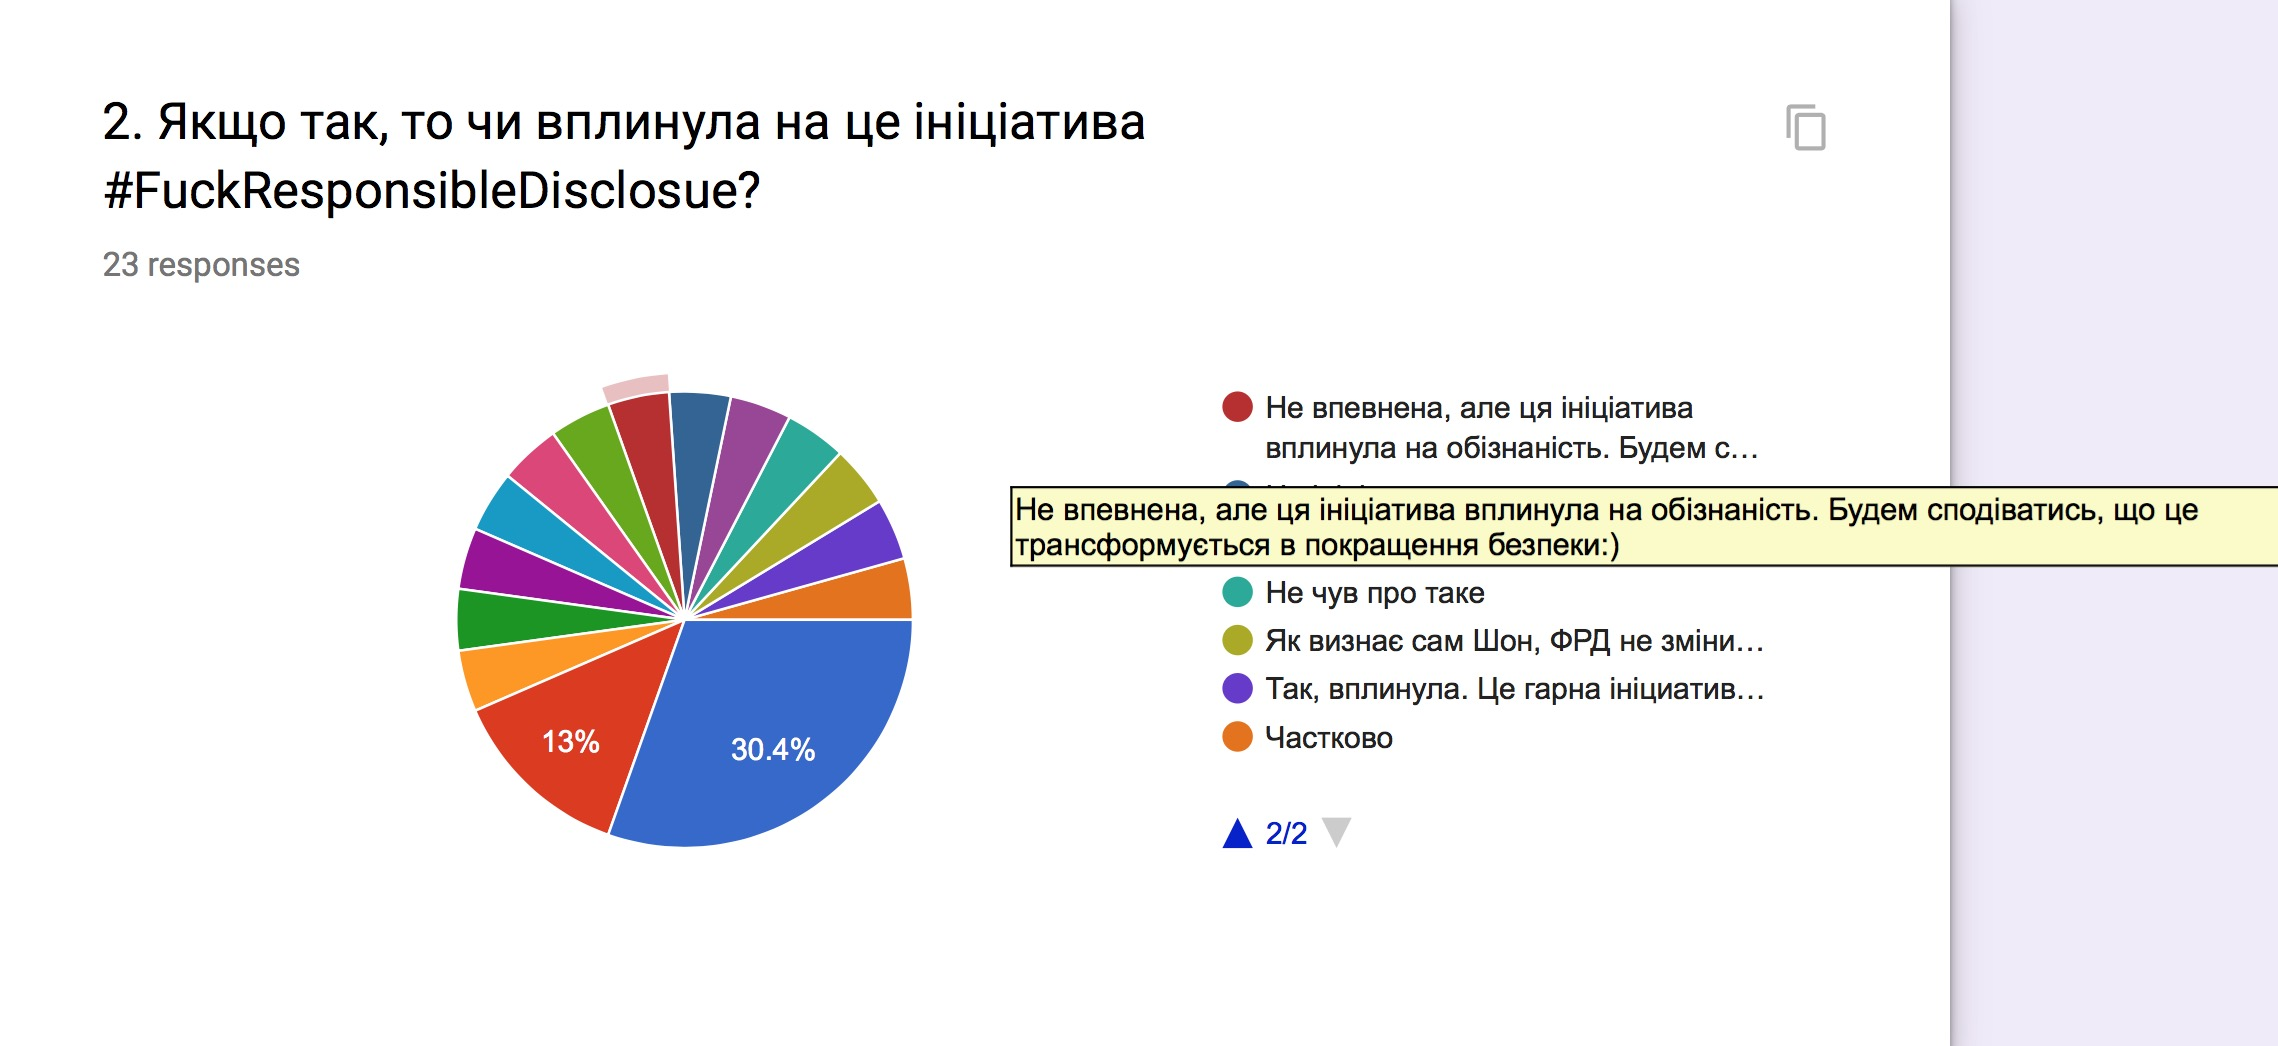 2. Якщо так, то чи вплинула на це ініціатива
#FuckResponsibleDisclosue?
23 responses
13%
30.4%
Не впевнена, але ця ініціатива
вплинула на обізнаність. Будем с...
Не впевнена, але ця ініціатива вплинула на обізнаність. Будем сподіватись, що це
трансформується в покращення безпеки:)
Не чув про таке
Як визнає сам Шон, ФРД не зміни...
Так, вплинула. Це гарна ініциатив...
Частково
2/2